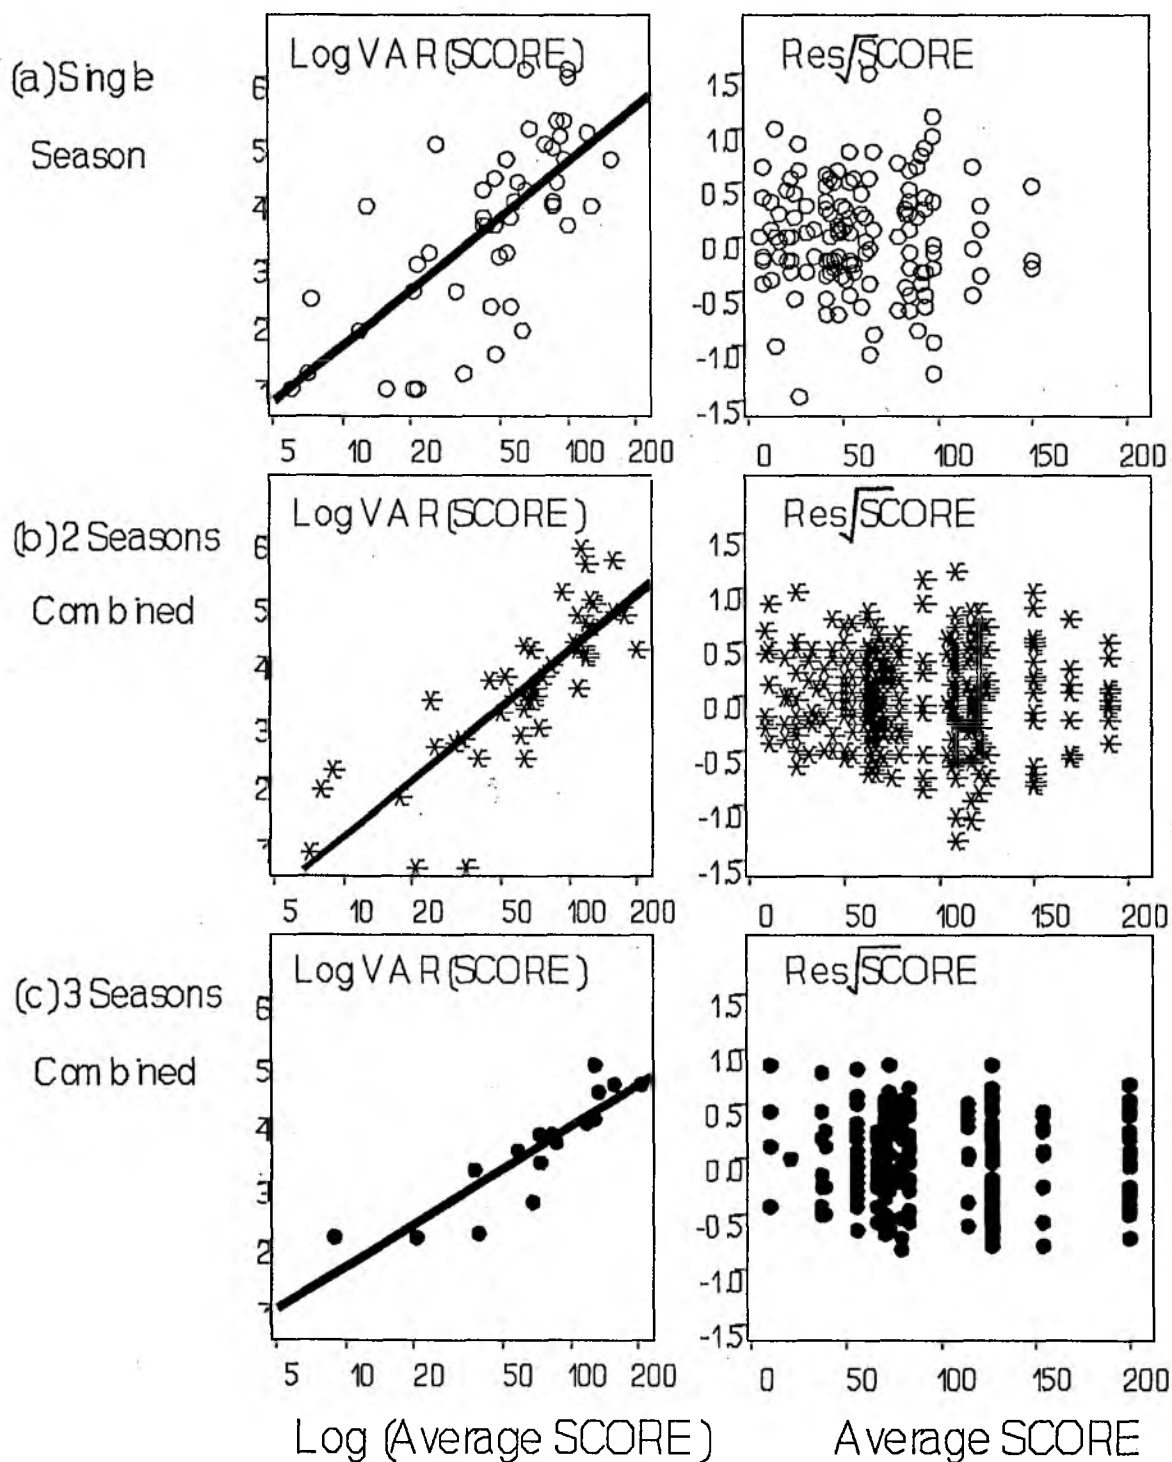 (a) Single
Season
Log VAR (SCORE)
6
5
4
3
2
1
5 10 20 50 100 200
Res√SCORE
1.5
1.0
0.5
0.0
-0.5
-1.0
-1.5
0 50 100 150 200
(b) 2 Seasons
Combined
Log VAR (SCORE)
6
5
4
3
2
1
5 10 20 50 100 200
Res√SCORE
1.5
1.0
0.5
0.0
-0.5
-1.0
-1.5
0 50 100 150 200
(c) 3 Seasons
Combined
Log VAR (SCORE)
6
5
4
3
2
1
5 10 20 50 100 200
Res√SCORE
1.5
1.0
0.5
0.0
-0.5
-1.0
-1.5
0 50 100 150 200
Log (Average SCORE)
Average SCORE